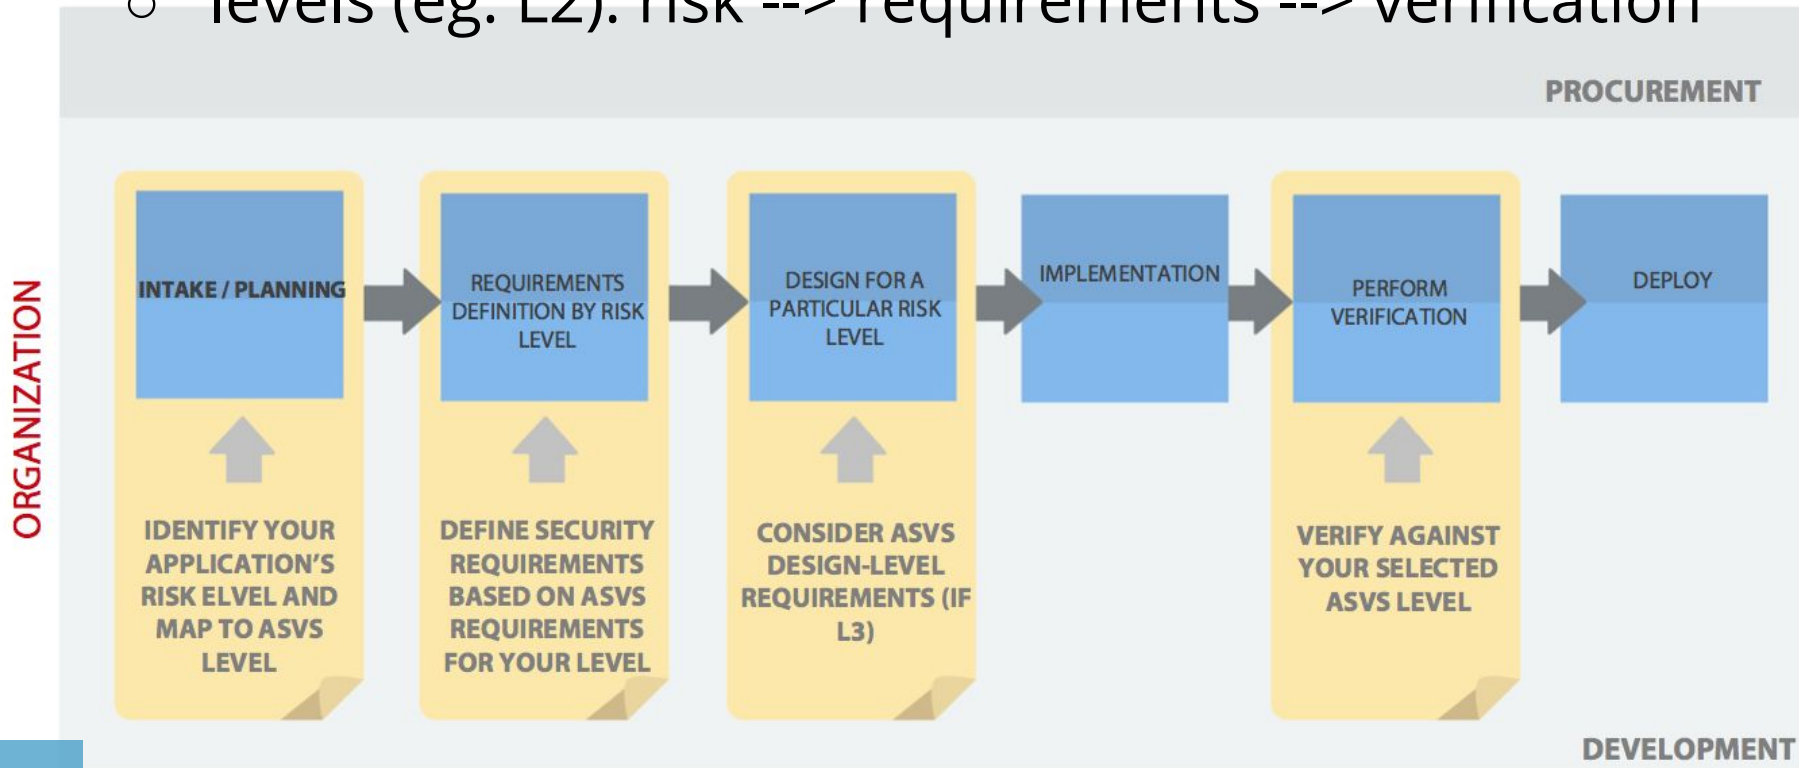 ○ levels (eg. L2): risk --> requirements --> verification
PROCUREMENT
ORGANIZATION
INTAKE / PLANNING
REQUIREMENTS
DEFINITION BY RISK
LEVEL
DESIGN FOR A
PARTICULAR RISK
LEVEL
IMPLEMENTATION
PERFORM
VERIFICATION
DEPLOY
IDENTIFY YOUR
APPLICATION'S
RISK ELVEL AND
MAP TO ASVS
LEVEL
DEFINE SECURITY
REQUIREMENTS
BASED ON ASVS
REQUIREMENTS
FOR YOUR LEVEL
CONSIDER ASVS
DESIGN-LEVEL
REQUIREMENTS (IF
L3)
VERIFY AGAINST
YOUR SELECTED
ASVS LEVEL
DEVELOPMENT